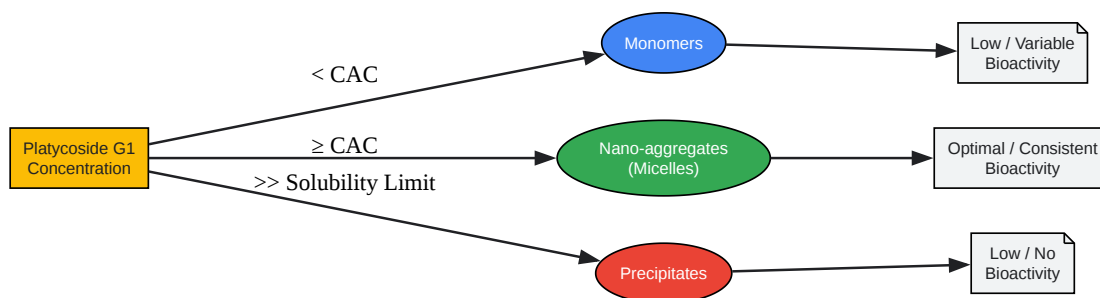 Platycoside G1
Concentration
< CAC
≥ CAC
>> Solubility Limit
Monomers
Nano-aggregates
(Micelles)
Precipitates
Low / Variable
Bioactivity
Optimal / Consistent
Bioactivity
Low / No
Bioactivity